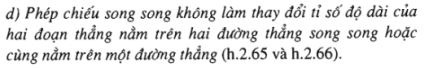 d) Phép chiếu song song không làm thay đổi tỉ số độ dài của
hai đoạn thẳng nằm trên hai đường thẳng song song hoặc
cùng nằm trên một đường thẳng (h.2.65 và h.2.66).